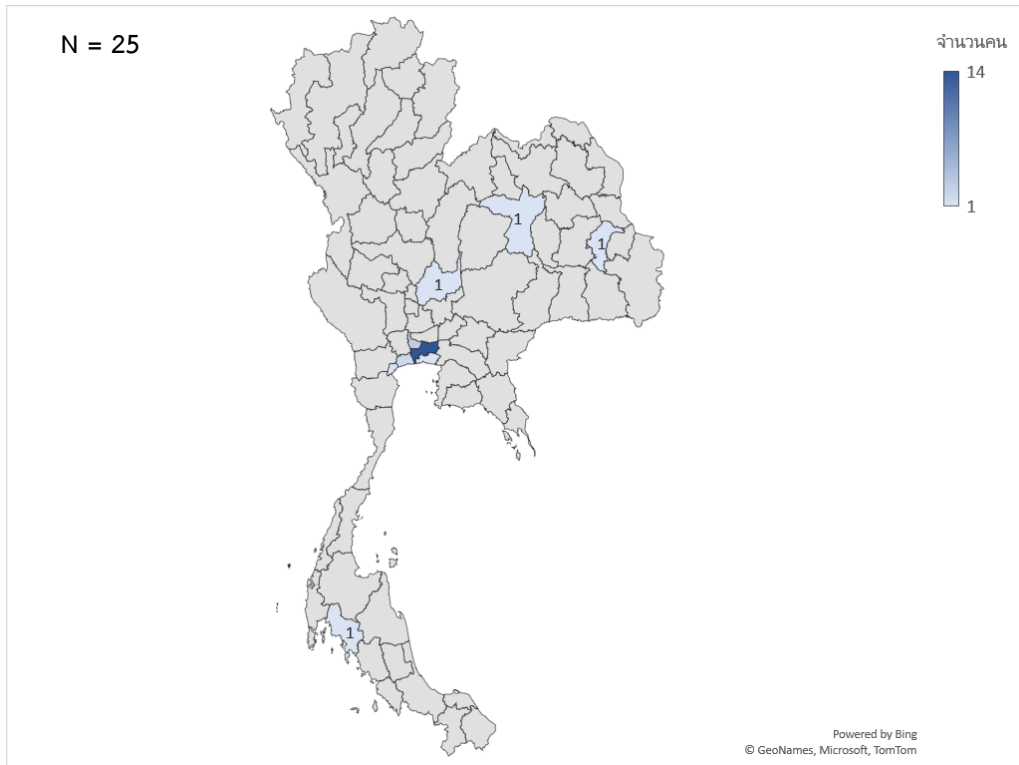 N = 25
จำนวนคน
14
1
1
1
1
1
Powered by Bing
© GeoNames, Microsoft, TomTom